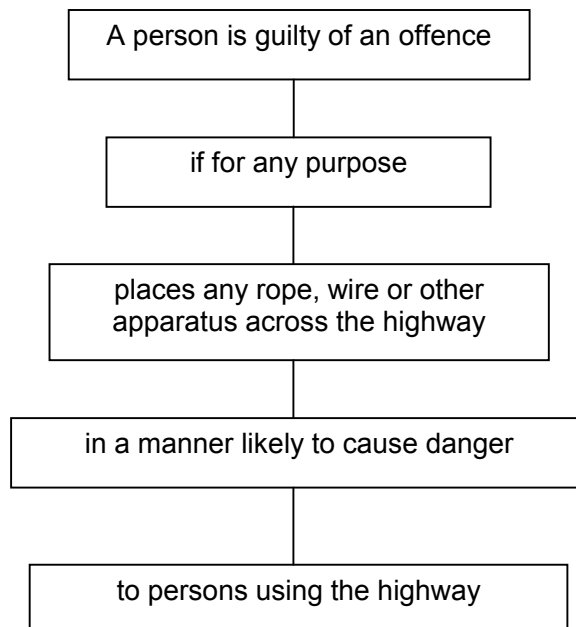 A person is guilty of an offence
if for any purpose
places any rope, wire or other
apparatus across the highway
in a manner likely to cause danger
to persons using the highway